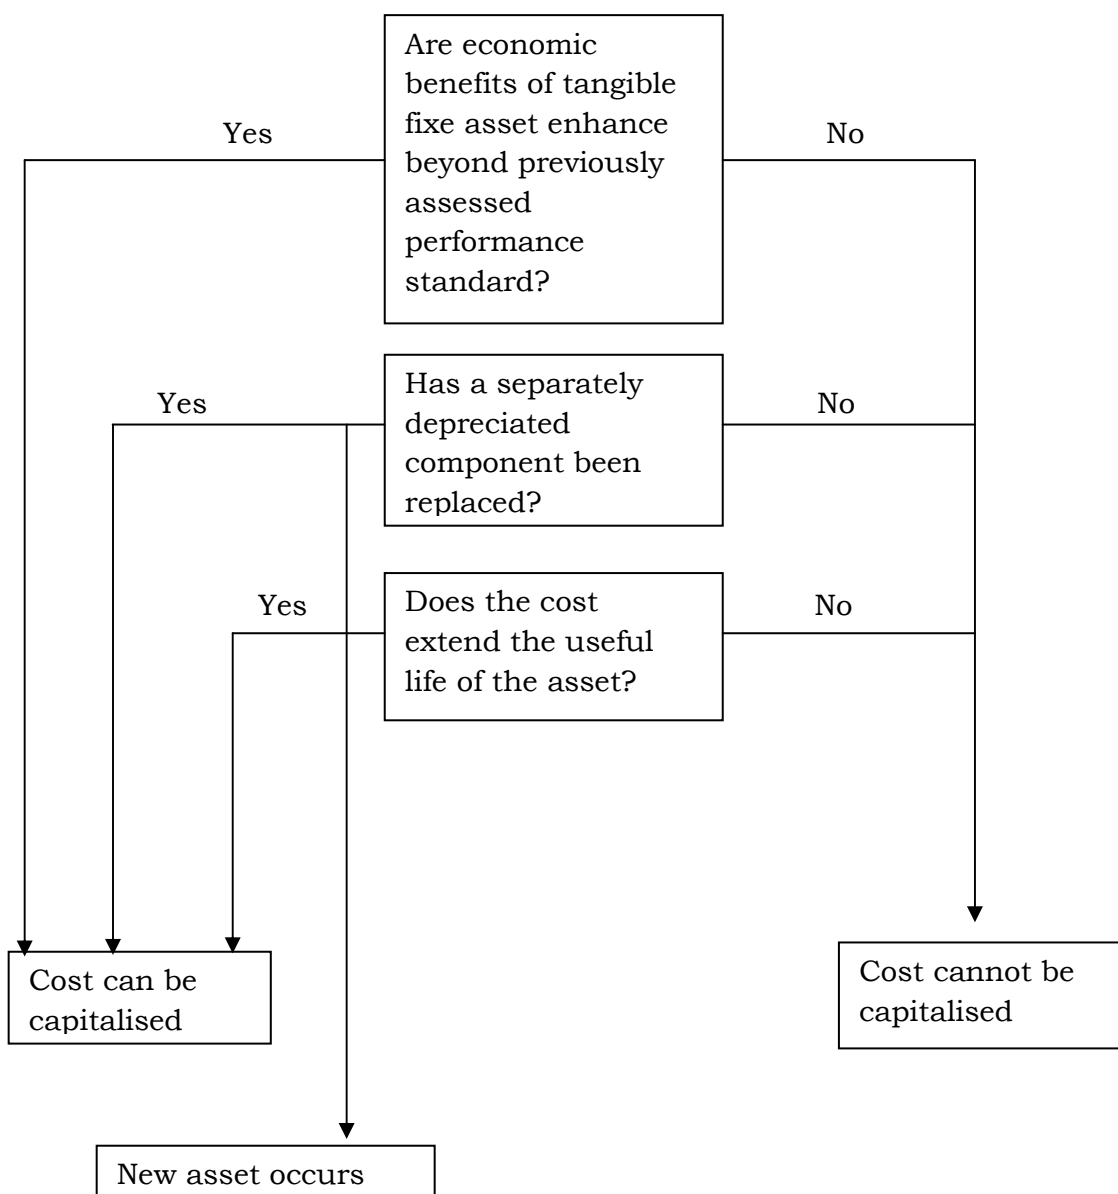 Are economic
benefits of tangible
fixe asset enhance
beyond previously
assessed
performance
standard?
Yes
No
Has a separately
depreciated
component been
replaced?
Yes
No
Does the cost
extend the useful
life of the asset?
Yes
No
Cost can be
capitalised
Cost cannot be
capitalised
New asset occurs